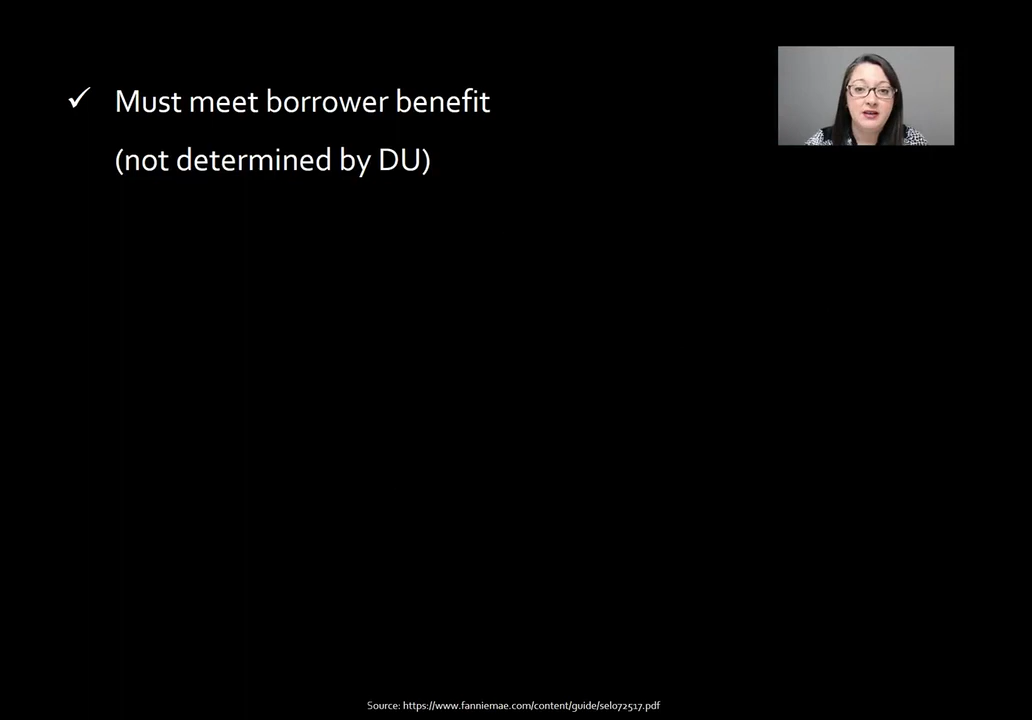 ✓ Must meet borrower benefit
(not determined by DU)
Source: https://www.fanniemae.com/content/guide/sel072517.pdf